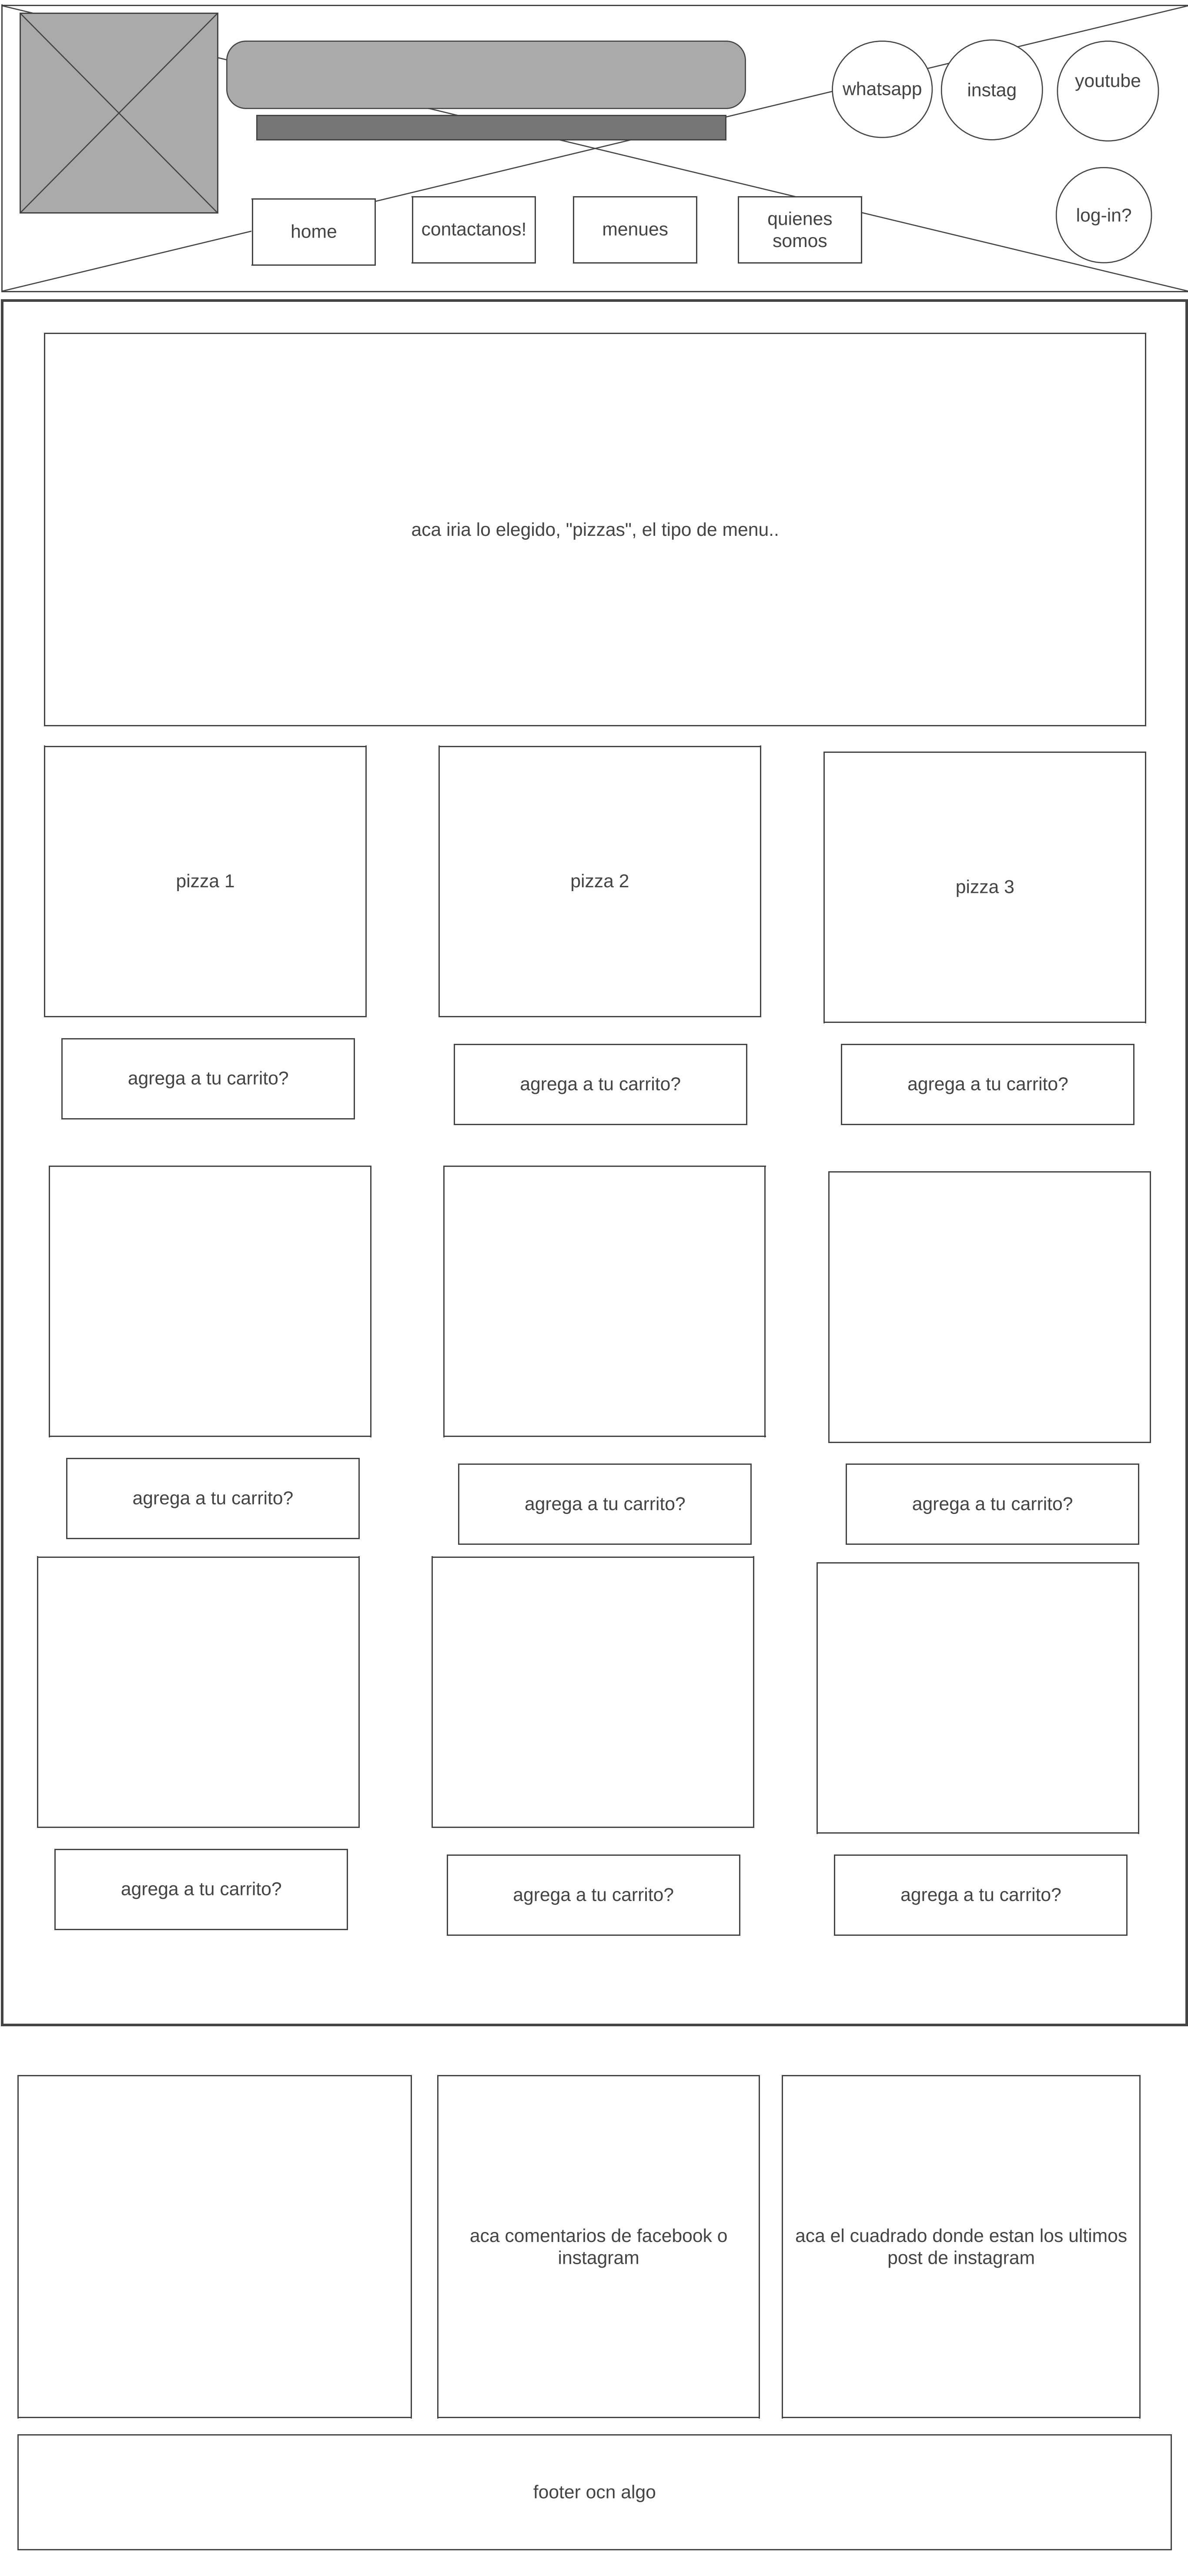 whatsapp
instag
youtube
home
contactanos!
menues
quienes
somos
log-in?
aca iria lo elegido, "pizzas", el tipo de menu..
pizza 1
pizza 2
pizza 3
agrega a tu carrito?
agrega a tu carrito?
agrega a tu carrito?
agrega a tu carrito?
agrega a tu carrito?
agrega a tu carrito?
agrega a tu carrito?
agrega a tu carrito?
agrega a tu carrito?
aca comentarios de facebook o
instagram
aca el cuadrado donde estan los ultimos
post de instagram
footer ocn algo